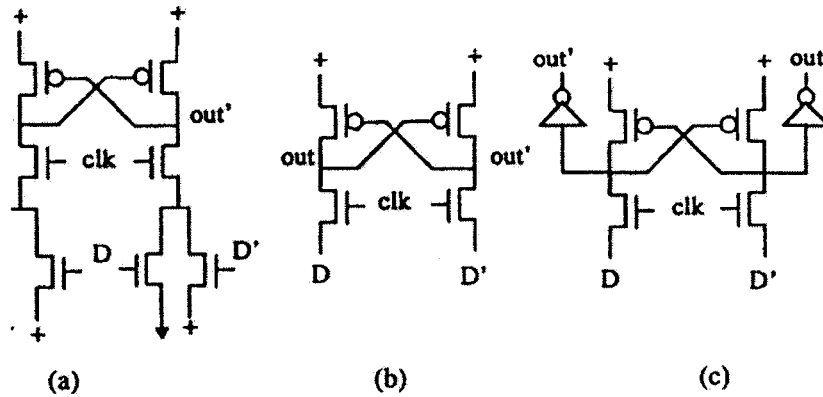 + +
out'
clk
D D'
+ +
(a)
+ +
out out'
clk
D D'
(b)
out' + + out
clk
D D'
(c)